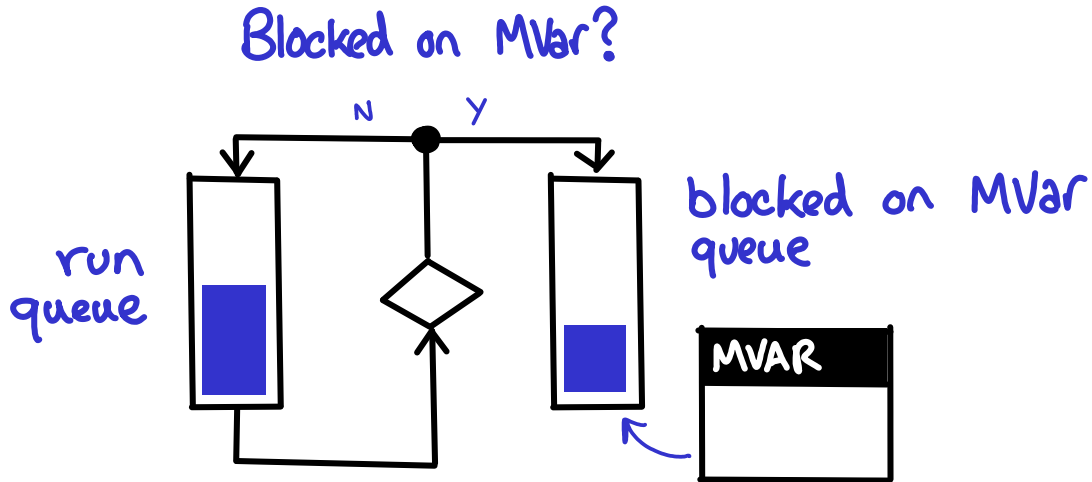 Blocked on MVar?
N
Y
run
queue
blocked on MVar
queue
MVAR